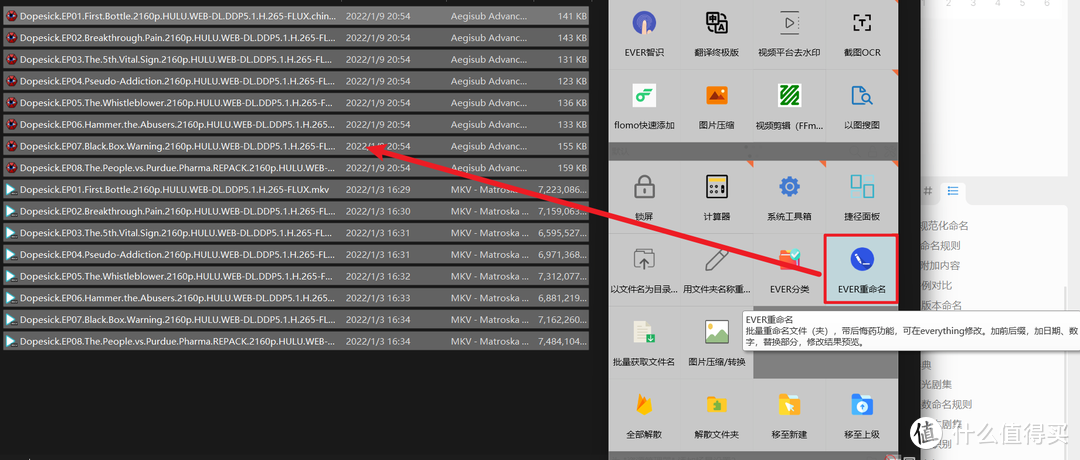 Dopesick.EP01.First.Bottle.2160p.HULU.WEB-DL.DDP5.1.H.265-FLUX.chin... 2022/1/9 20:54 Aegisub Advanc... 141 KB
Dopesick.EP02.Breakthrough.Pain.2160p.HULU.WEB-DL.DDP5.1.H.265-FL... 2022/1/9 20:54 Aegisub Advanc... 143 KB
Dopesick.EP03.The.5th.Vital.Sign.2160p.HULU.WEB-DL.DDP5.1.H.265-FL... 2022/1/9 20:54 Aegisub Advanc... 131 KB
Dopesick.EP04.Pseudo-Addiction.2160p.HULU.WEB-DL.DDP5.1.H.265-FL... 2022/1/9 20:54 Aegisub Advanc... 123 KB
Dopesick.EP05.The.Whistleblower.2160p.HULU.WEB-DL.DDP5.1.H.265-F... 2022/1/9 20:54 Aegisub Advanc... 136 KB
Dopesick.EP06.Hammer.the.Abusers.2160p.HULU.WEB-DL.DDP5.1.H.265... 2022/1/9 20:54 Aegisub Advanc... 133 KB
Dopesick.EP07.Black.Box.Warning.2160p.HULU.WEB-DL.DDP5.1.H.265-FL... 20:54 Aegisub Advanc... 155 KB
Dopesick.EP08.The.People.vs.Purdue.Pharma.REPACK.2160p.HULU.WEB-... 2022/1/9 20:54 Aegisub Advanc... 159 KB
Dopesick.EP01.First.Bottle.2160p.HULU.WEB-DL.DDP5.1.H.265-FLUX.mkv 2022/1/3 16:29 MKV - Matroska ... 7,223,086...
Dopesick.EP02.Breakthrough.Pain.2160p.HULU.WEB-DL.DDP5.1.H.265-FL... 2022/1/3 16:30 MKV - Matroska ... 7,159,063...
Dopesick.EP03.The.5th.Vital.Sign.2160p.HULU.WEB-DL.DDP5.1.H.265-FL... 2022/1/3 16:31 MKV - Matroska ... 6,595,527...
Dopesick.EP04.Pseudo-Addiction.2160p.HULU.WEB-DL.DDP5.1.H.265-FL... 2022/1/3 16:31 MKV - Matroska ... 6,971,368...
Dopesick.EP05.The.Whistleblower.2160p.HULU.WEB-DL.DDP5.1.H.265-F... 2022/1/3 16:32 MKV - Matroska ... 7,312,077...
Dopesick.EP06.Hammer.the.Abusers.2160p.HULU.WEB-DL.DDP5.1.H.265... 2022/1/3 16:33 MKV - Matroska ... 6,881,219...
Dopesick.EP07.Black.Box.Warning.2160p.HULU.WEB-DL.DDP5.1.H.265-FL... 2022/1/3 16:34 MKV - Matroska ... 7,162,260...
Dopesick.EP08.The.People.vs.Purdue.Pharma.REPACK.2160p.HULU.WEB-... 2022/1/3 16:32 MKV - Matroska ... 7,484,104...
EVER智识 翻译终极版 视频平台去水印 截图OCR
flomo快速添加 图片压缩 视频剪辑（FFm... 以图搜图
锁屏 计算器 系统工具箱 捷径面板
以文件名为目录... 用文件夹名称重... EVER分类 EVER重命名
EVER重命名
批量重命名文件（夹），带后悔药功能，可在everything修改。加前后缀，加日期、数
字，替换部分，修改结果预览。
批量获取文件名 图片压缩/转换
全部解散 解散文件夹 移至新建 移至上级
1 2 3 4 5 6
#
规范化命名
命名规则
附加内容
例对比
版本命名
典
光剧集
数命名规则
值 什么值得买